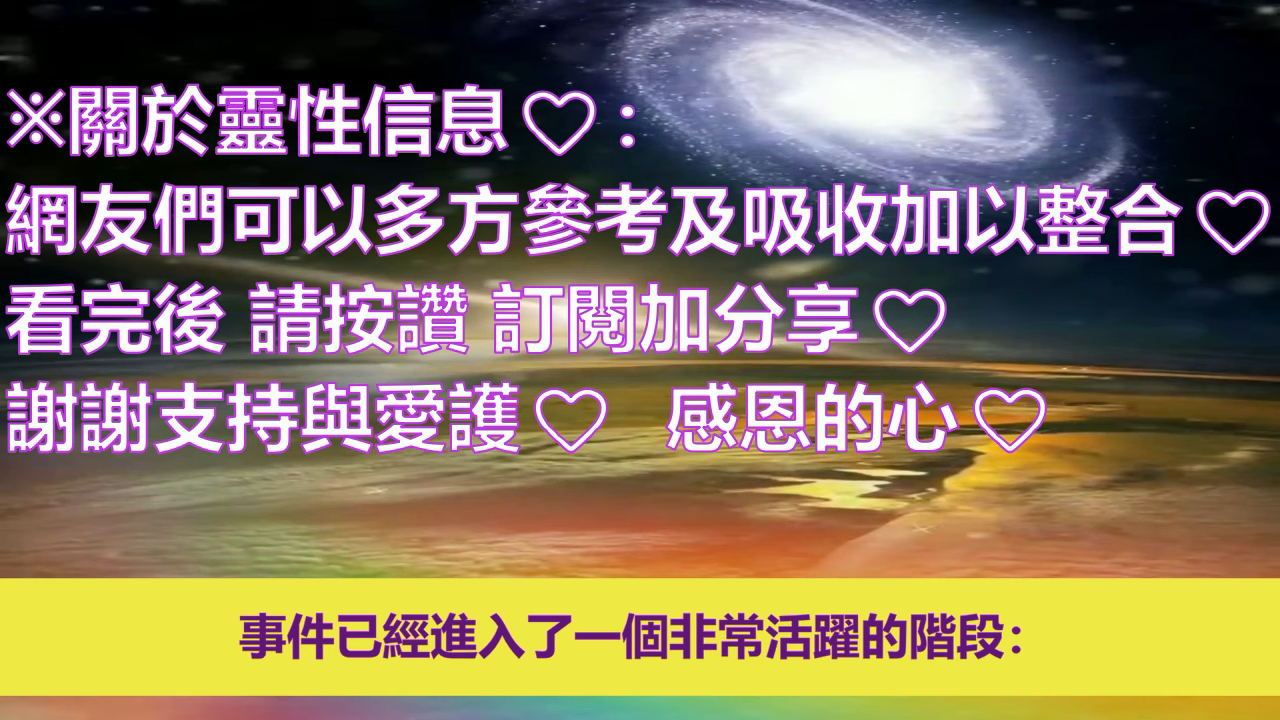 ※關於靈性信息♡:
網友們可以多方參考及吸收加以整合♡
看完後 請按讚 訂閱加分享♡
謝謝支持與愛護♡ 感恩的心♡
事件已經進入了一個非常活躍的階段：